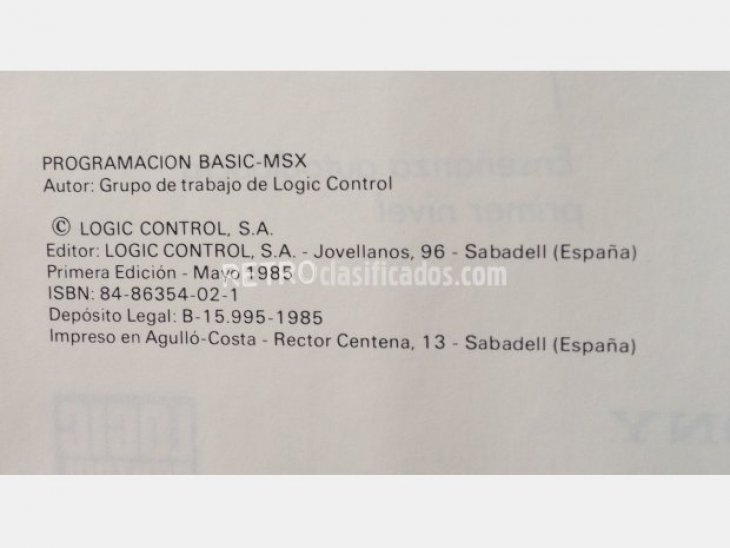 PROGRAMACION BASIC-MSX
Autor: Grupo de trabajo de Logic Control
© LOGIC CONTROL, S.A.
Editor: LOGIC CONTROL, S.A. - Jovellanos, 96 - Sabadell (España)
Primera Edición - Mayo 1985
RETROclasificados.com
ISBN: 84-86354-02-1
Depósito Legal: B-15.995-1985
Impreso en Agulló-Costa - Rector Centena, 13 - Sabadell (España)